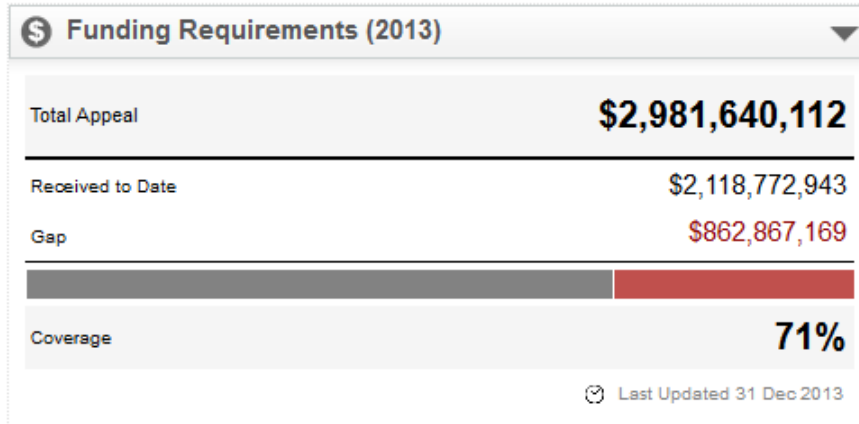 Funding Requirements (2013)
Total Appeal $2,981,640,112
Received to Date $2,118,772,943
Gap $862,867,169
Coverage 71%
Last Updated 31 Dec 2013